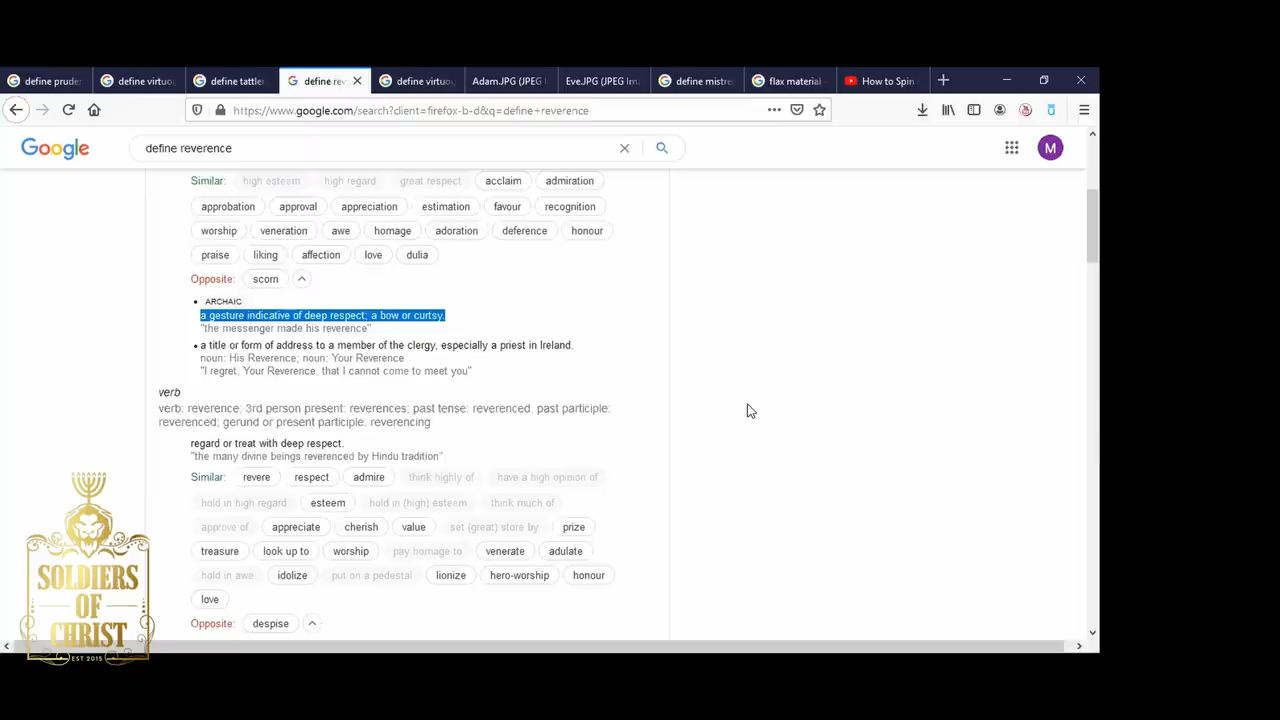 define prude
define virtuou
define tattler
define rev
define virtuou
Adam.JPG (JPEG I
Eve.JPG (JPEG Im
define mistre
flax material
How to Spin
https://www.google.com/search?client=firefox-b-d&q=define+reverence
Google
define reverence
M
Similar: high esteem high regard great respect acclaim admiration
approbation approval appreciation estimation favour recognition
worship veneration awe homage adoration deference honour
praise liking affection love dulia
Opposite: scorn
• ARCHAIC
a gesture indicative of deep respect; a bow or curtsy.
"the messenger made his reverence"
• a title or form of address to a member of the clergy, especially a priest in Ireland.
noun: His Reverence; noun: Your Reverence
"I regret, Your Reverence, that I cannot come to meet you"
verb
verb: reverence; 3rd person present: reverences; past tense: reverenced; past participle:
reverenced; gerund or present participle: reverencing
regard or treat with deep respect.
"the many divine beings reverenced by Hindu tradition"
Similar: revere respect admire think highly of have a high opinion of
hold in high regard esteem hold in (high) esteem think much of
approve of appreciate cherish value set (great) store by prize
treasure look up to worship pay homage to venerate adulate
hold in awe idolize put on a pedestal lionize hero-worship honour
love
Opposite: despise
SOLDIERS
OF
CHRIST
EST 2015